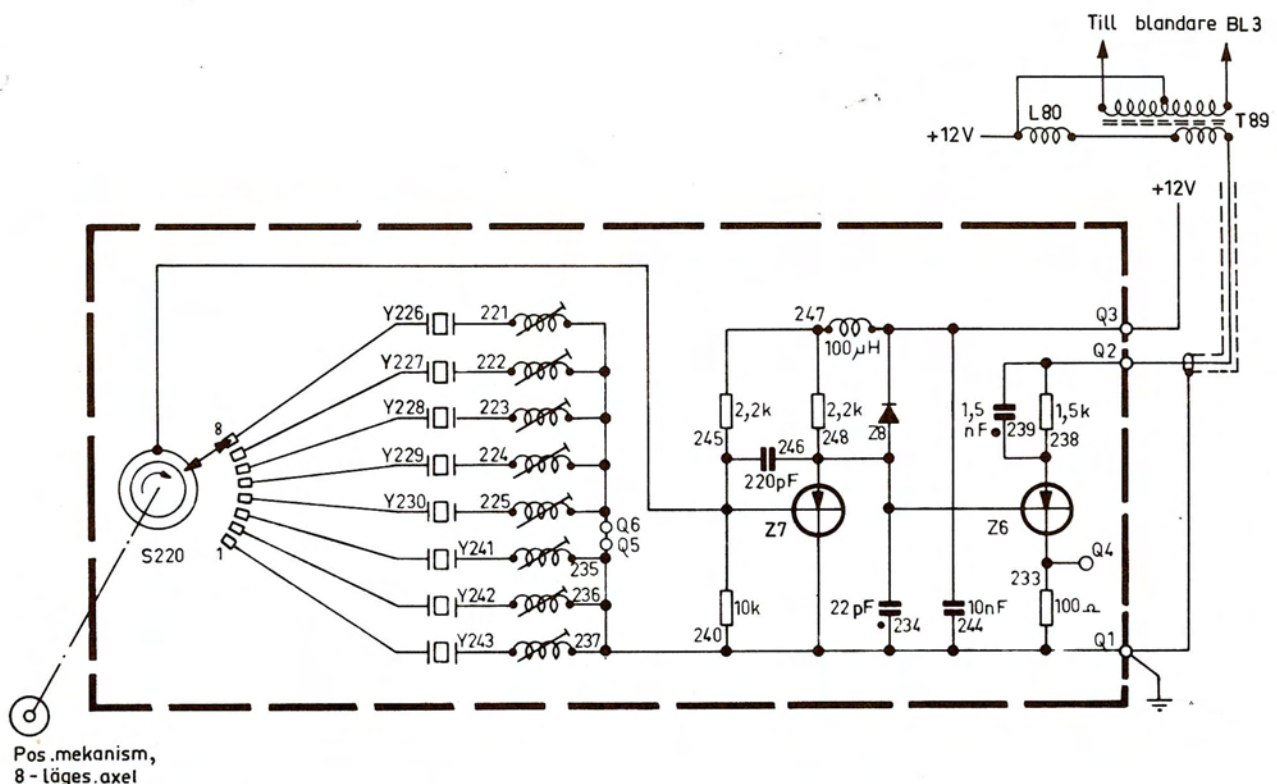 Till blandare BL3
L80
T89
+12V
+12V
Y226
221
247
Q3
100µH
Q2
Y227
222
Y228
223
8
2,2k
2,2k
1,5
nF
239
1,5k
245
246
248
Z8
238
Y229
224
220pF
Y230
225
Q6
Z7
Z6
Q5
S220
1
Y241
235
Q4
233
Y242
236
10k
22pF
10nF
100Ω
234
244
Y243
237
240
Q1
Pos.mekanism,
8-läges.axel